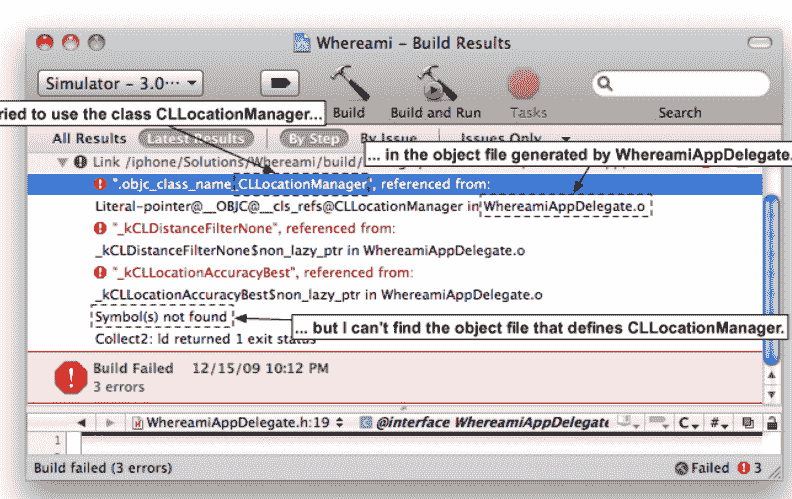 Whereami – Build Results
Simulator – 3.0···
ried to use the class CLLocationManager...
Build
Build and Run
Tasks
Search
All Results Latest Results By Step By Issue Issues Only
... in the object file generated by WhereamiAppDelegate.
Link /iphone/Solutions/Whereami/build/
".objc_class_name_CLLocationManager", referenced from:
Literal-pointer@__OBJC@__cls_refs@CLLocationManager in WhereamiAppDelegate.o
"_kCLDistanceFilterNone", referenced from:
_kCLDistanceFilterNone$non_lazy_ptr in WhereamiAppDelegate.o
"_kCLLocationAccuracyBest", referenced from:
_kCLLocationAccuracyBest$non_lazy_ptr in WhereamiAppDelegate.o
Symbol(s) not found
... but I can't find the object file that defines CLLocationManager.
Collect2: ld returned 1 exit status
Build Failed 12/15/09 10:12 PM
3 errors
WhereamiAppDelegate.h:19 @interface WhereamiAppDelegate C #
1
Build failed (3 errors)
Failed 3